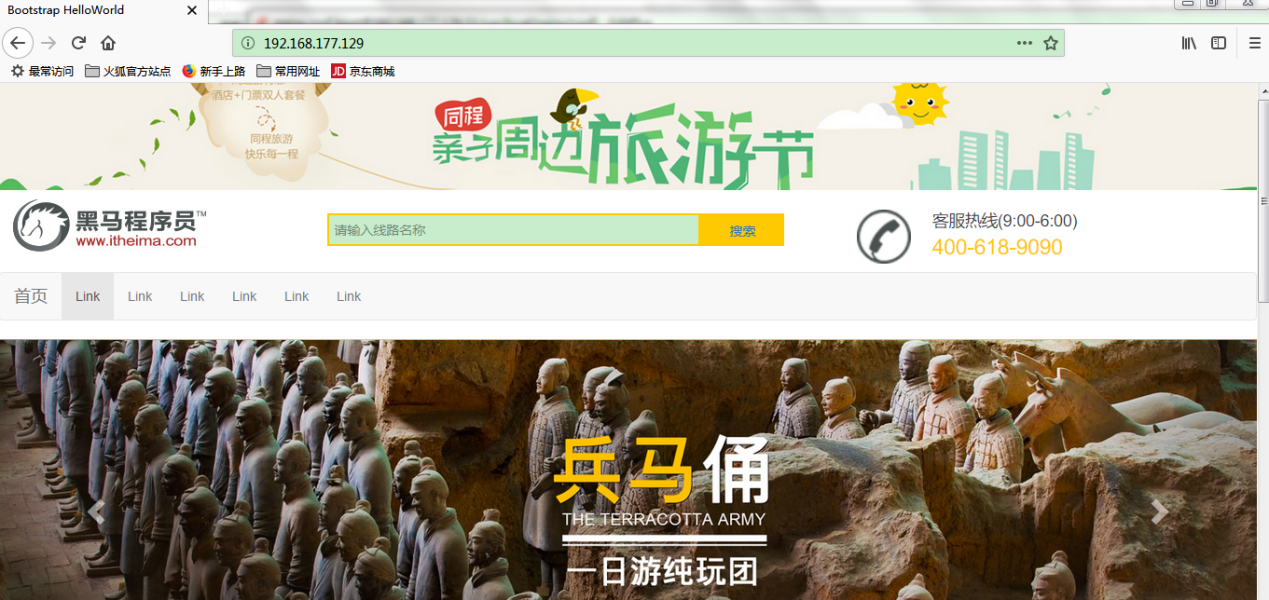 Bootstrap HelloWorld
192.168.177.129
最常访问 火狐官方站点 新手上路 常用网址 JD 京东商城
酒店+门票双人套餐
同程旅游
快乐每一程
同程
亲子周边旅游节
黑马程序员™
www.itheima.com
请输入线路名称 搜索
客服热线(9:00-6:00)
400-618-9090
首页 Link Link Link Link Link Link
兵马俑
THE TERRACOTTA ARMY
一日游纯玩团